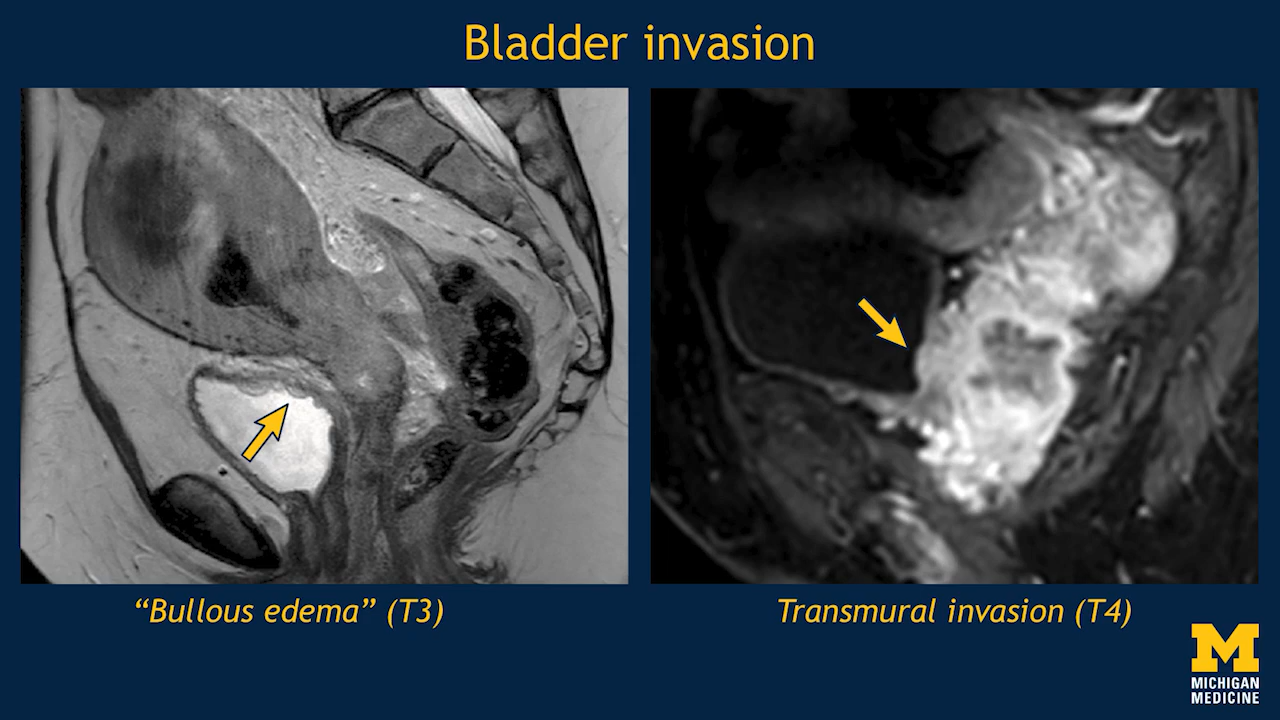 Bladder invasion
“Bullous edema” (T3)
Transmural invasion (T4)
M
MICHIGAN
MEDICINE